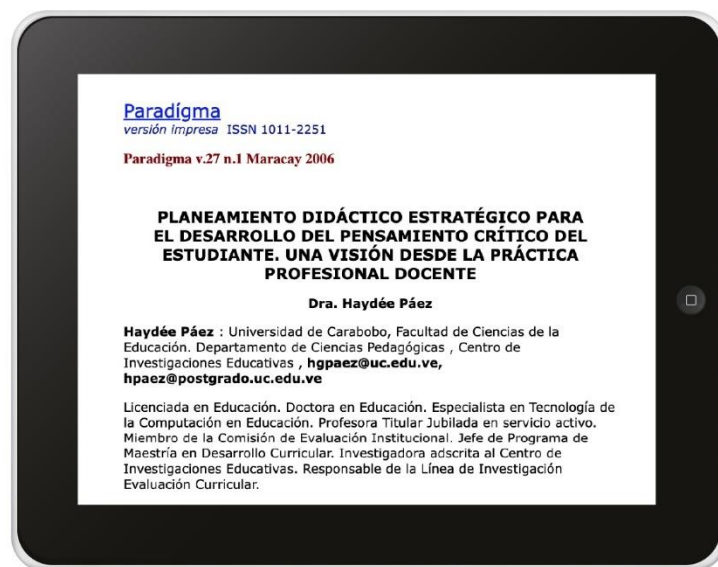 Paradígma
versión impresa ISSN 1011-2251
Paradigma v.27 n.1 Maracay 2006
PLANEAMIENTO DIDÁCTICO ESTRATÉGICO PARA
EL DESARROLLO DEL PENSAMIENTO CRÍTICO DEL
ESTUDIANTE. UNA VISIÓN DESDE LA PRÁCTICA
PROFESIONAL DOCENTE
Dra. Haydée Páez
Haydée Páez : Universidad de Carabobo, Facultad de Ciencias de la
Educación. Departamento de Ciencias Pedagógicas , Centro de
Investigaciones Educativas , hgpaez@uc.edu.ve,
hpaez@postgrado.uc.edu.ve
Licenciada en Educación. Doctora en Educación. Especialista en Tecnología de
la Computación en Educación. Profesora Titular Jubilada en servicio activo.
Miembro de la Comisión de Evaluación Institucional. Jefe de Programa de
Maestría en Desarrollo Curricular. Investigadora adscrita al Centro de
Investigaciones Educativas. Responsable de la Línea de Investigación
Evaluación Curricular.